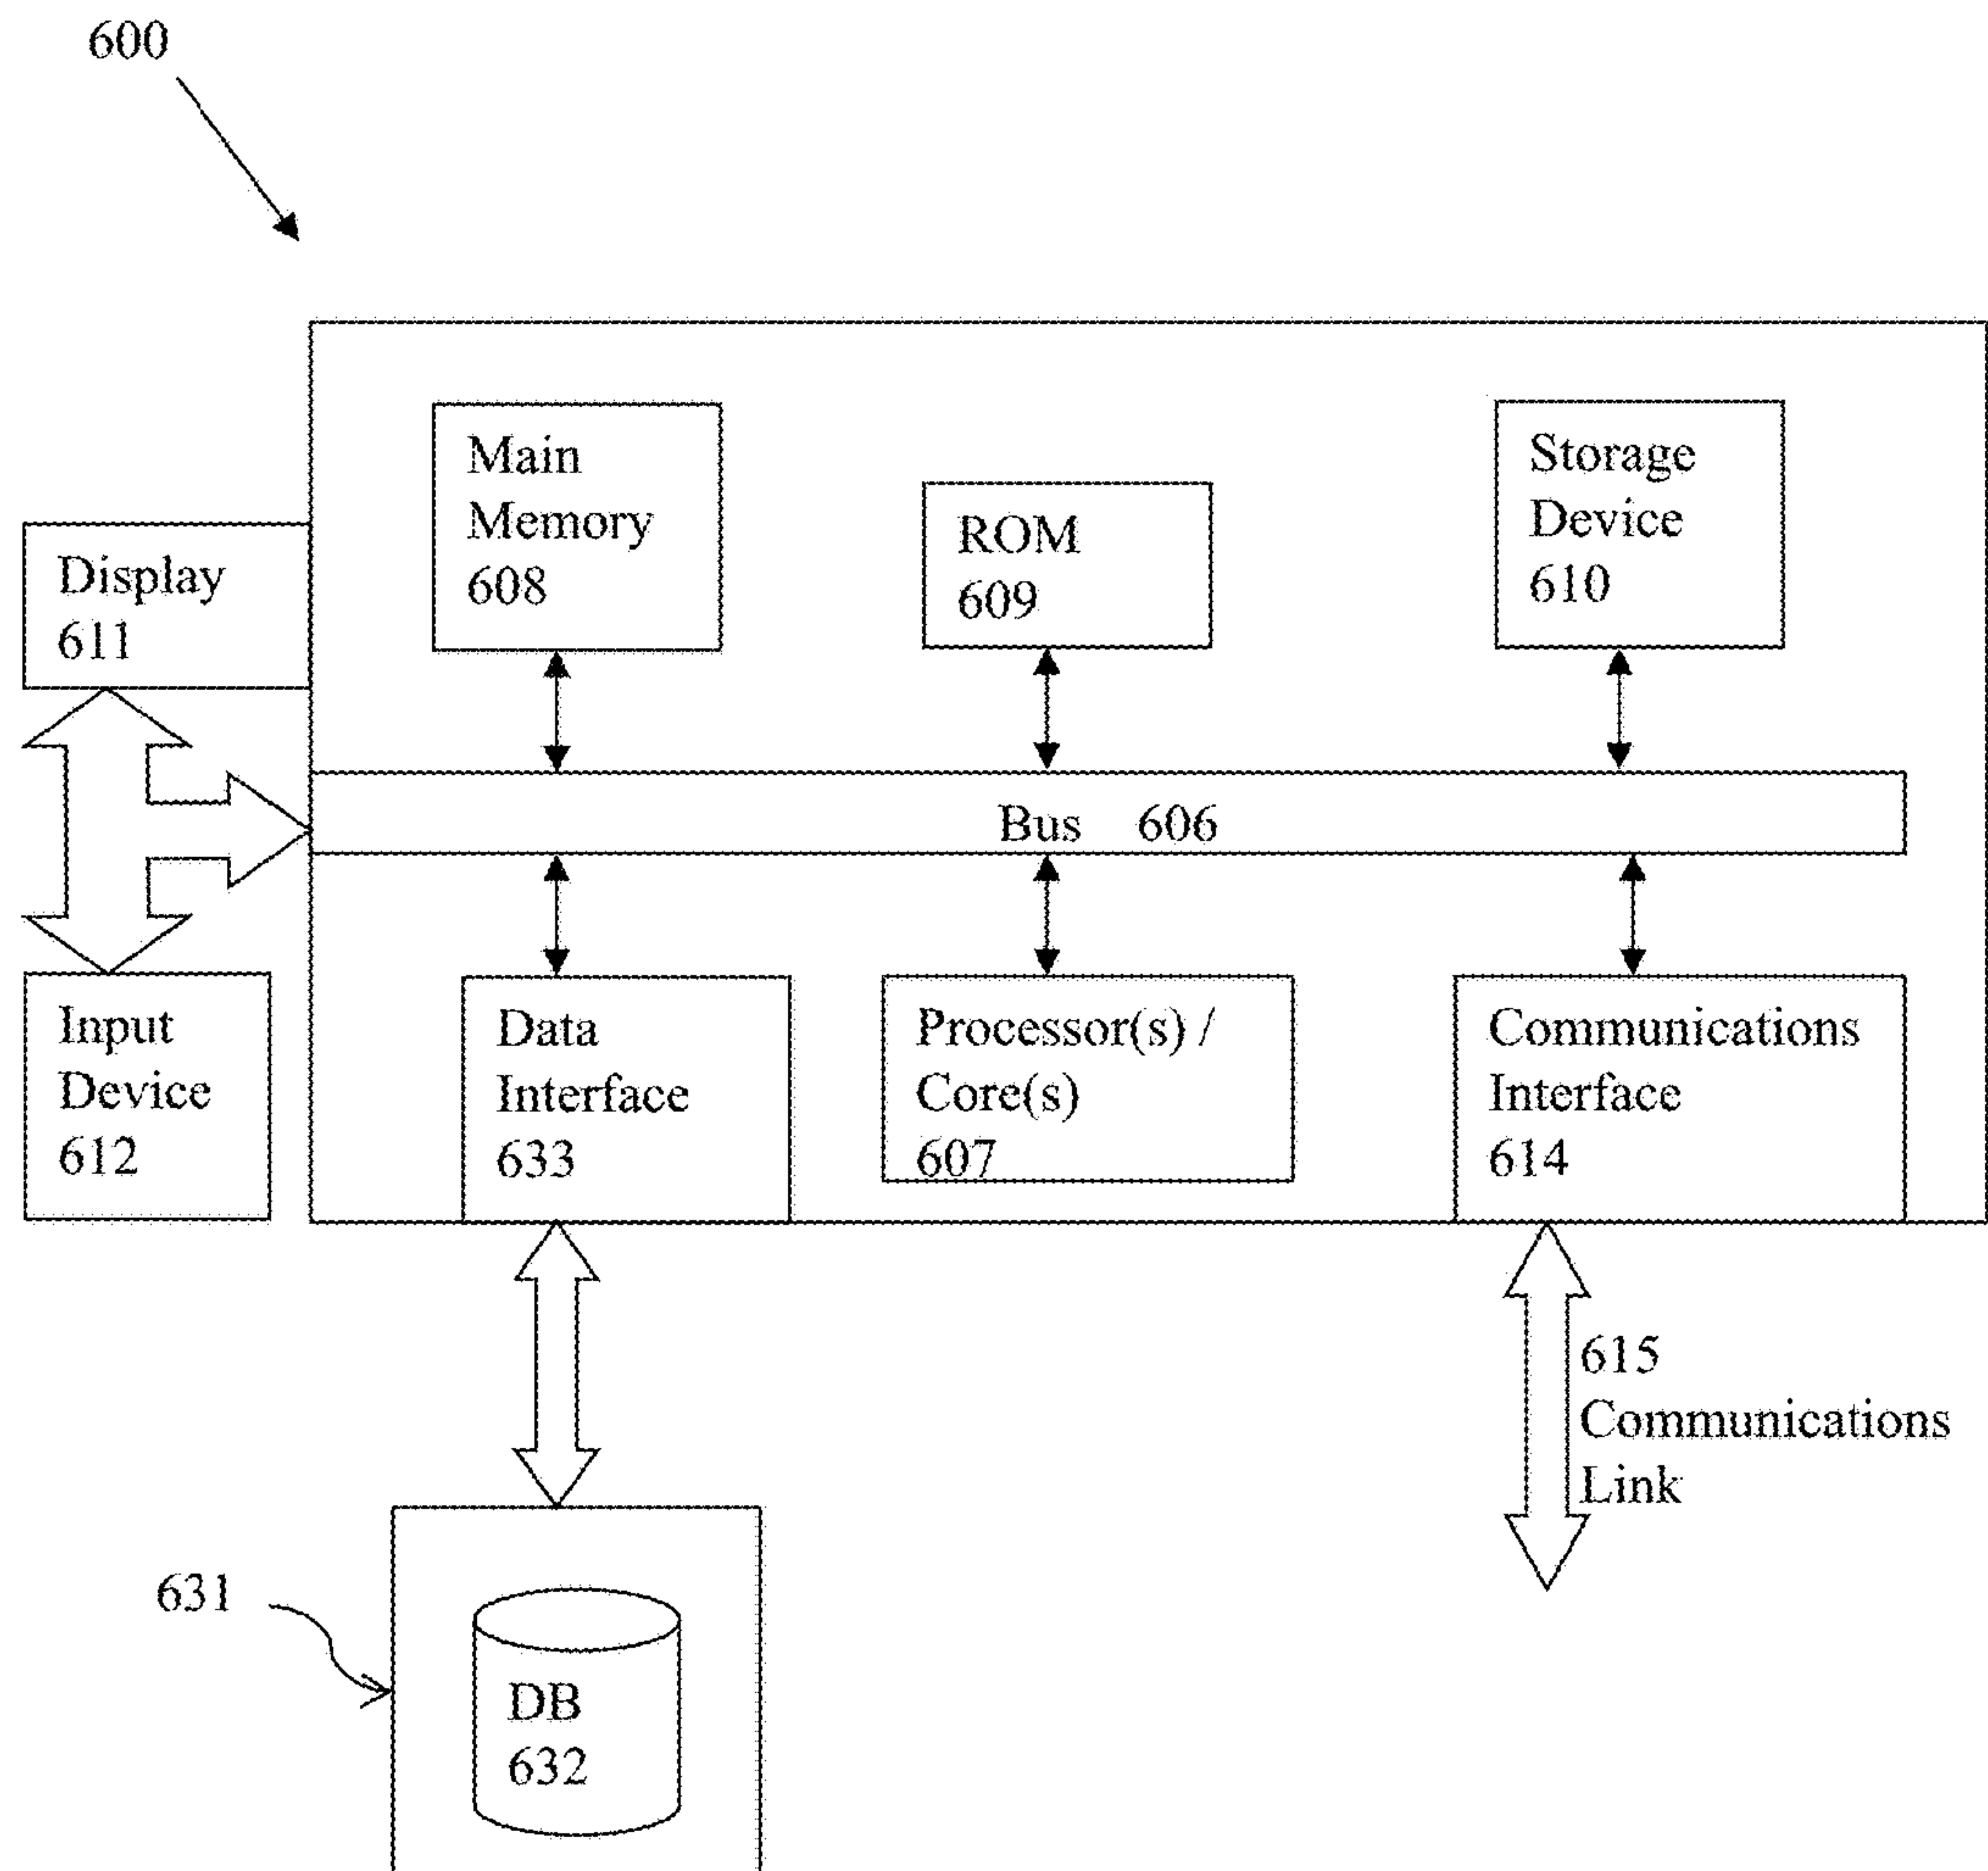 600
Main
Memory
608
ROM
609
Storage
Device
610
Display
611
Bus 606
Input
Device
612
Data
Interface
633
Processor(s) /
Core(s)
607
Communications
Interface
614
615
Communications
Link
631
DB
632